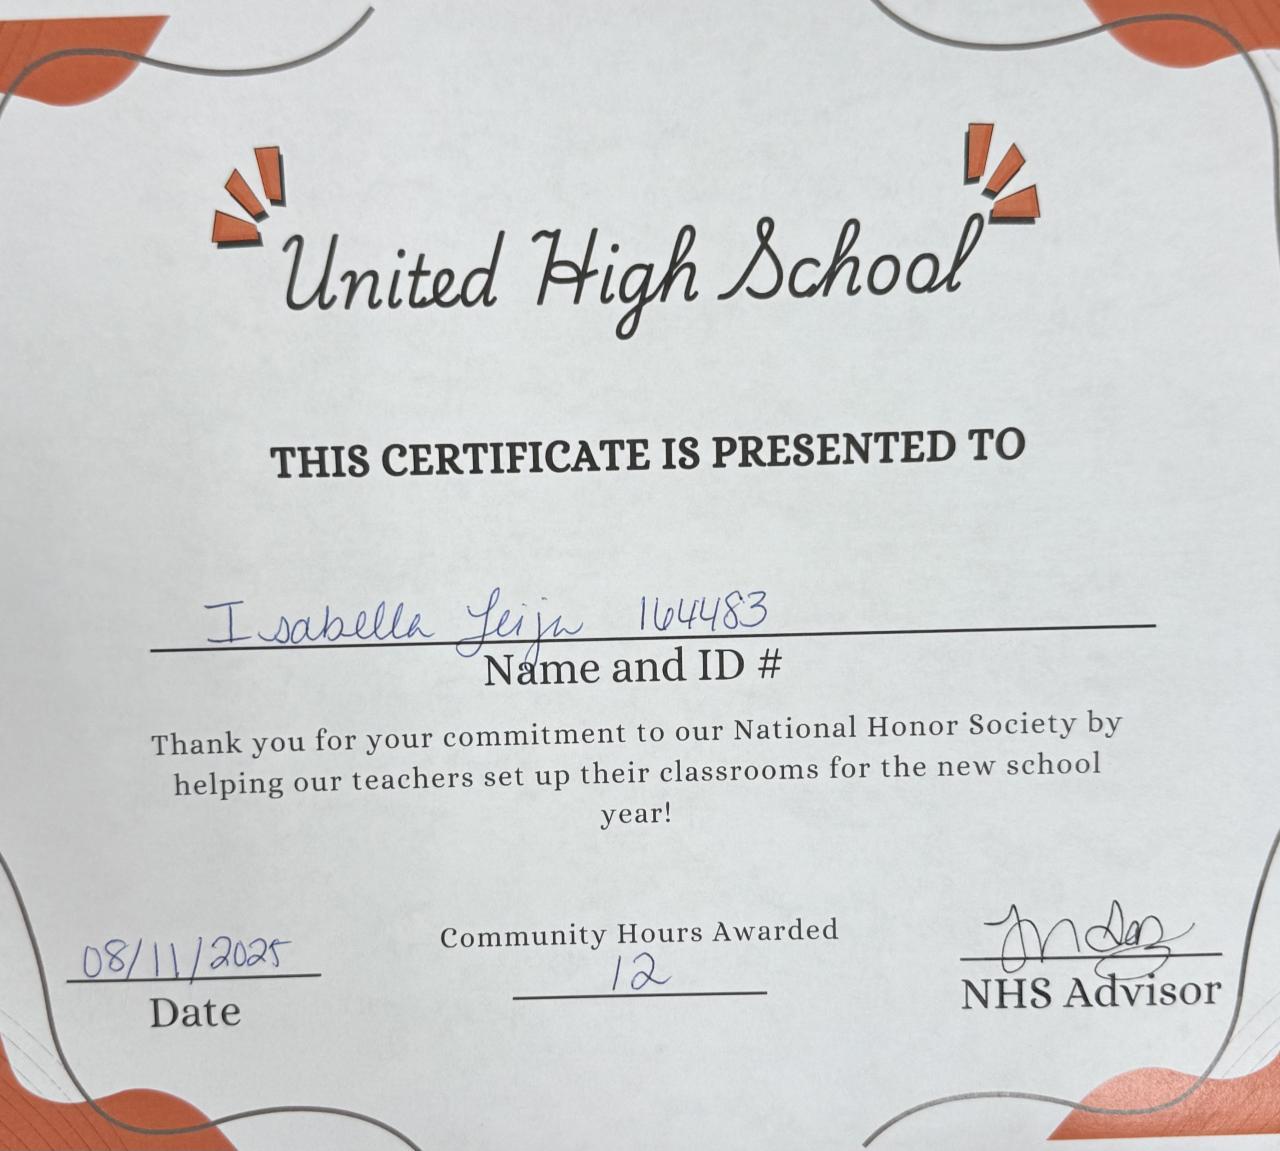 United High School
THIS CERTIFICATE IS PRESENTED TO
Isabella Leija 164483
Name and ID #
Thank you for your commitment to our National Honor Society by
helping our teachers set up their classrooms for the new school
year!
08/11/2025
Date
Community Hours Awarded
12
NHS Advisor